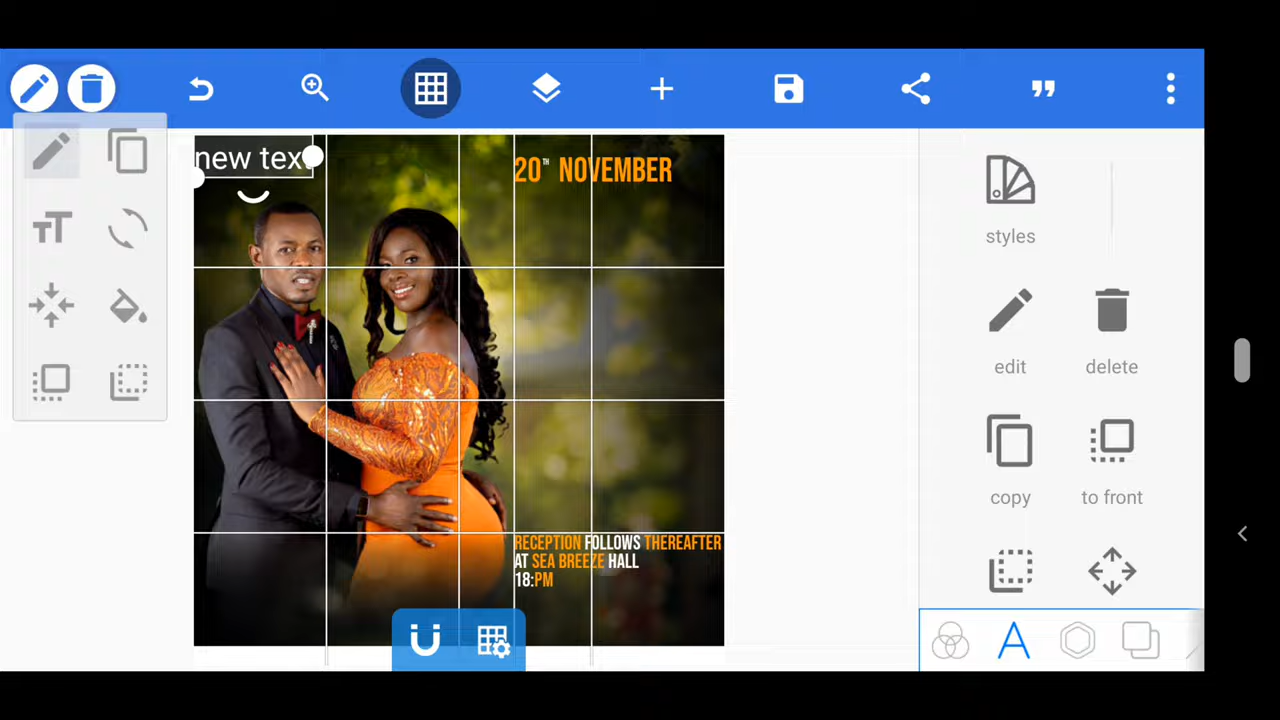 new tex
20TH NOVEMBER
styles
edit
delete
copy
to front
RECEPTION FOLLOWS THEREAFTER
AT SEA BREEZE HALL
18:PM